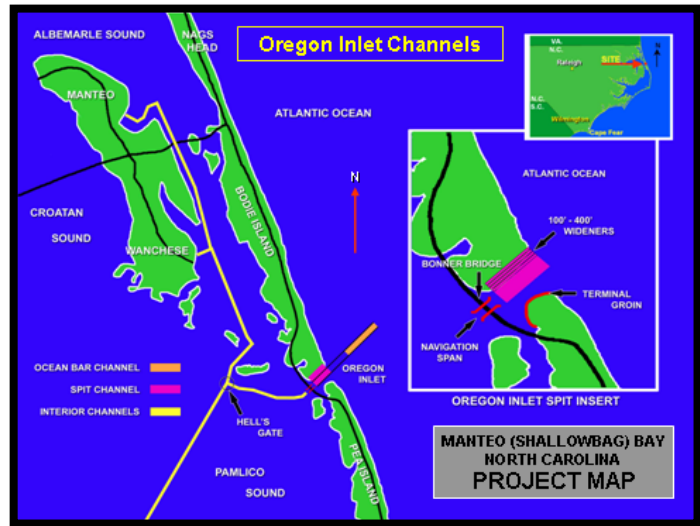 Oregon Inlet Channels
ALBEMARLE SOUND
NAGS
HEAD
MANTEO
ATLANTIC OCEAN
N
CROATAN
SOUND
BODIE ISLAND
WANCHESE
OCEAN BAR CHANNEL
SPIT CHANNEL
INTERIOR CHANNELS
OREGON
INLET
HELL'S
GATE
PAMLICO
SOUND
PEA ISLAND
VA.
N.C.
N
Raleigh
SITE
N.C.
S.C.
Wilmington
Cape Fear
ATLANTIC OCEAN
100' - 400'
WIDENERS
BONNER BRIDGE
TERMINAL
GROIN
NAVIGATION
SPAN
OREGON INLET SPIT INSERT
MANTEO (SHALLOWBAG) BAY
NORTH CAROLINA
PROJECT MAP